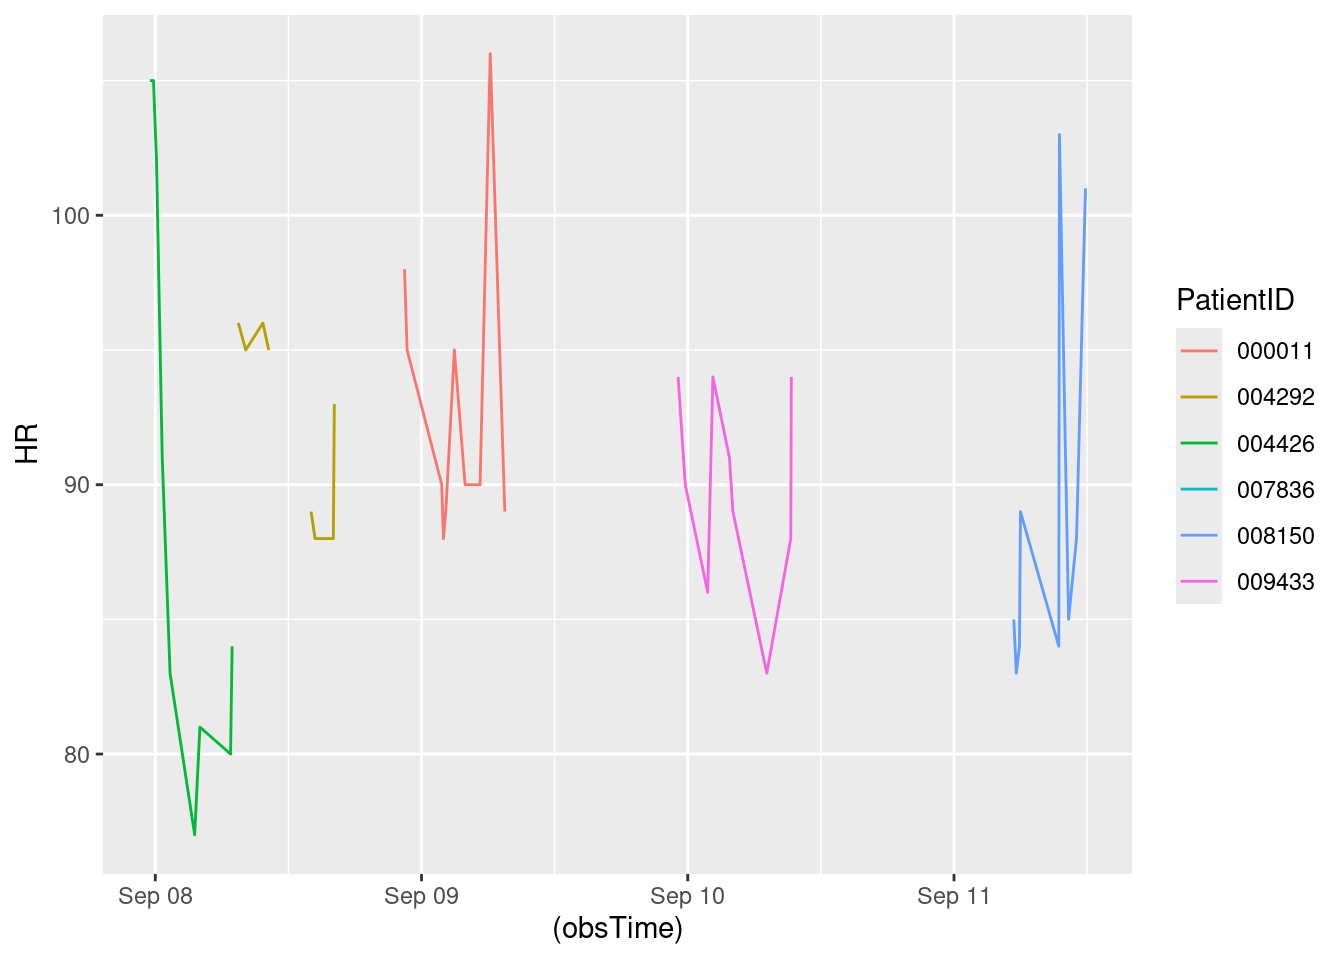 100
90
80
HR
Sep 08
Sep 09
Sep 10
Sep 11
(obsTime)
PatientID
000011
004292
004426
007836
008150
009433